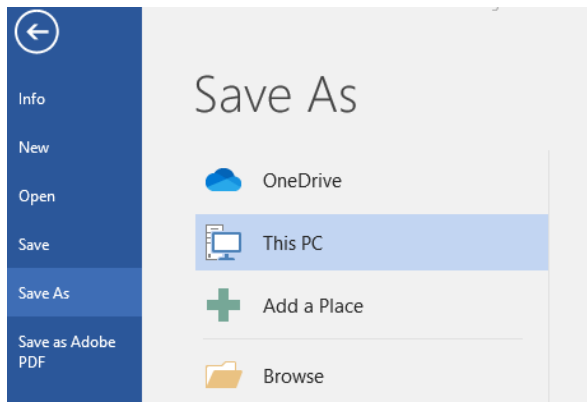 Info
New
Open
Save
Save As
Save as Adobe
PDF
Save As
OneDrive
This PC
Add a Place
Browse